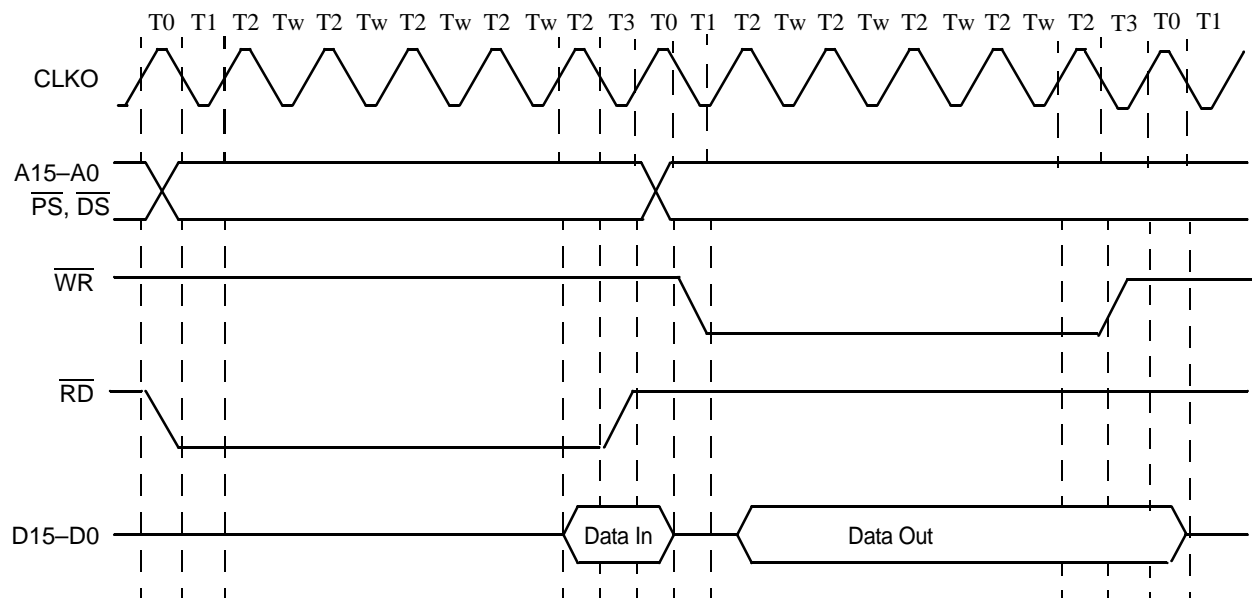 T0 T1 T2 Tw T2 Tw T2 Tw T2 Tw T2 T3 T0 T1 T2 Tw T2 Tw T2 Tw T2 Tw T2 T3 T0 T1
CLKO
A15–A0
PS, DS
WR
RD
D15–D0 Data In Data Out